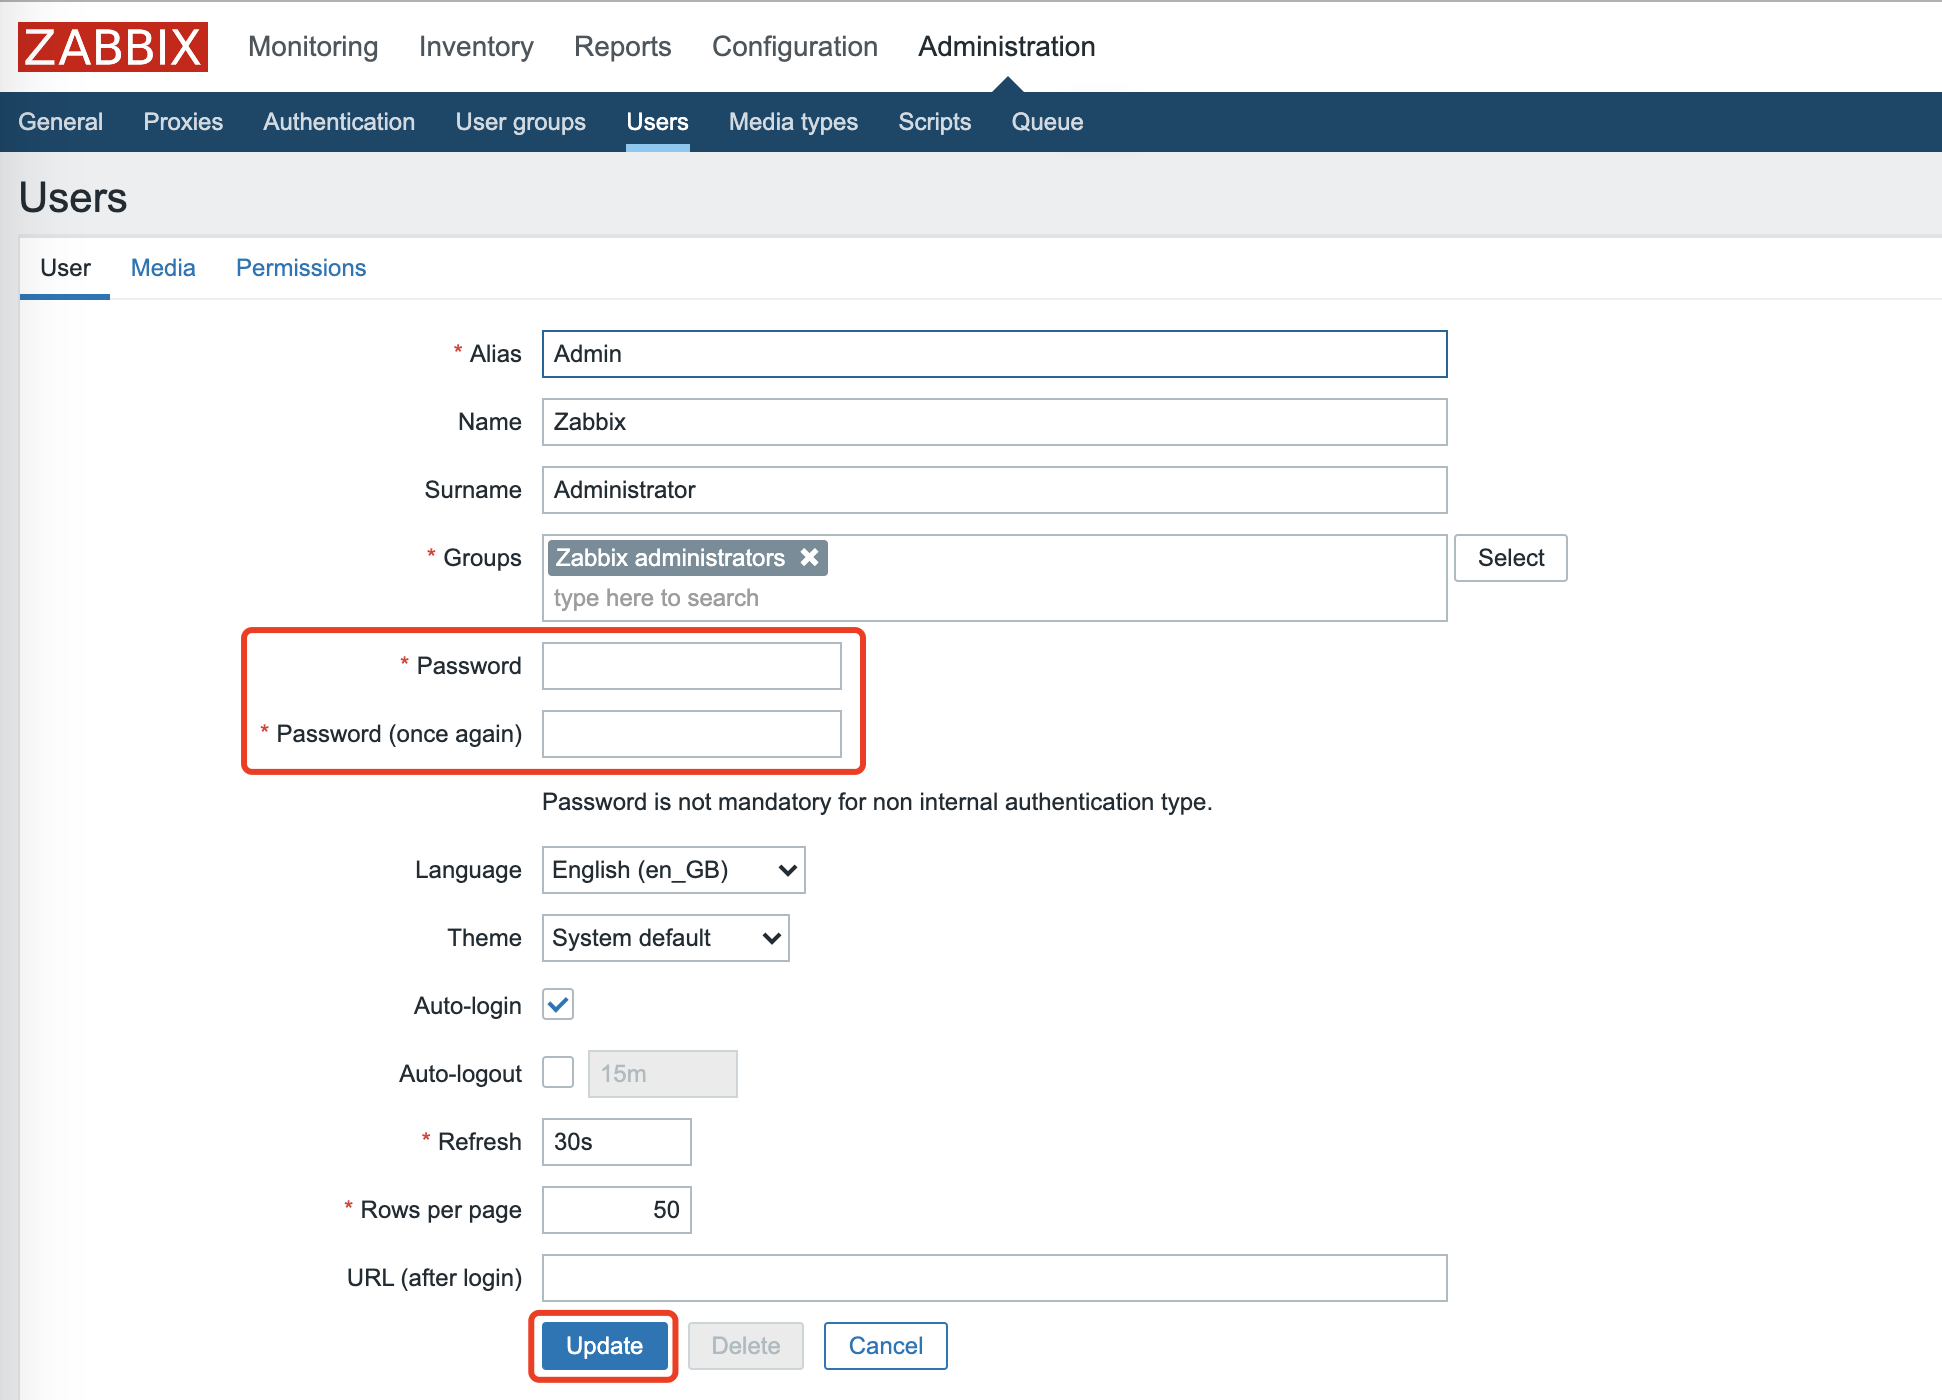 ZABBIX Monitoring Inventory Reports Configuration Administration
General Proxies Authentication User groups Users Media types Scripts Queue
Users
User Media Permissions
* Alias Admin
Name Zabbix
Surname Administrator
* Groups Zabbix administrators ✖ Select
type here to search
* Password
* Password (once again)
Password is not mandatory for non internal authentication type.
Language English (en_GB)
Theme System default
Auto-login
Auto-logout 15m
* Refresh 30s
* Rows per page 50
URL (after login)
Update Delete Cancel